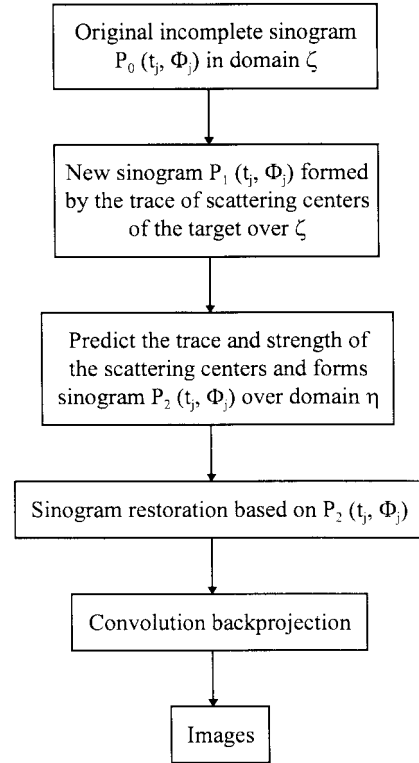 Original incomplete sinogram
P₀ (tⱼ, Φⱼ) in domain ζ
New sinogram P₁ (tⱼ, Φⱼ) formed
by the trace of scattering centers
of the target over ζ
Predict the trace and strength of
the scattering centers and forms
sinogram P₂ (tⱼ, Φⱼ) over domain η
Sinogram restoration based on P₂ (tⱼ, Φⱼ)
Convolution backprojection
Images